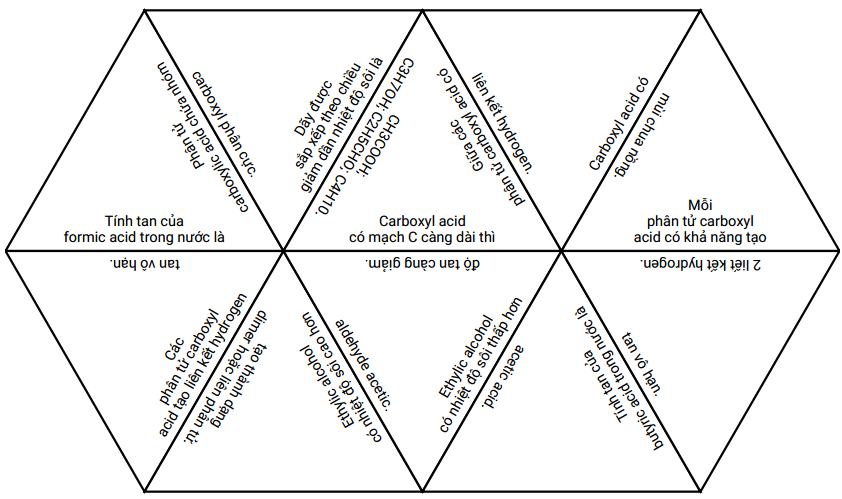 Phân tử
carboxylic acid chứa nhóm
carboxyl phân cực.
Dãy được
sắp xếp theo chiều
giảm dần nhiệt độ sôi là
CH3COOH;
C3H7OH; C2H5CHO; C4H10.
Giữa các
phân tử carboxyl acid có
liên kết hydrogen.
Carboxyl acid có
mùi chua nồng.
Tính tan của
formic acid trong nước là
tan vô hạn.
Carboxyl acid
có mạch C càng dài thì
độ tan càng giảm.
Mỗi
phân tử carboxyl
acid có khả năng tạo
2 liết kết hydrogen.
Các
phân tử carboxyl
acid tạo liên kết hydrogen
tạo thành dạng
dimer hoặc liên phân tử.
Ethylic alcohol
có nhiệt độ sôi cao hơn
aldehyde acetic.
Ethylic alcohol
có nhiệt độ sôi thấp hơn
acetic acid.
Tính tan của
butyric acid trong nước là
tan vô hạn.